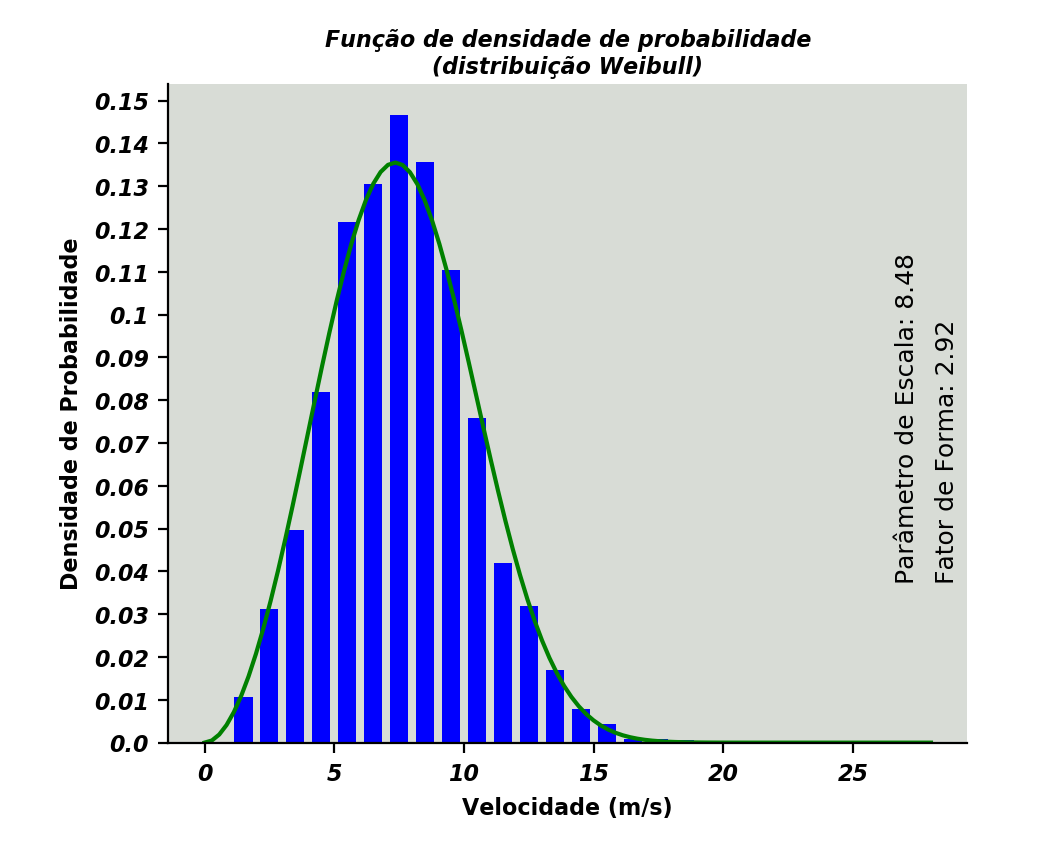 Função de densidade de probabilidade
(distribuição Weibull)
Densidade de Probabilidade
0.15
0.14
0.13
0.12
0.11
0.1
0.09
0.08
0.07
0.06
0.05
0.04
0.03
0.02
0.01
0.0
Parâmetro de Escala: 8.48
Fator de Forma: 2.92
0 5 10 15 20 25
Velocidade (m/s)